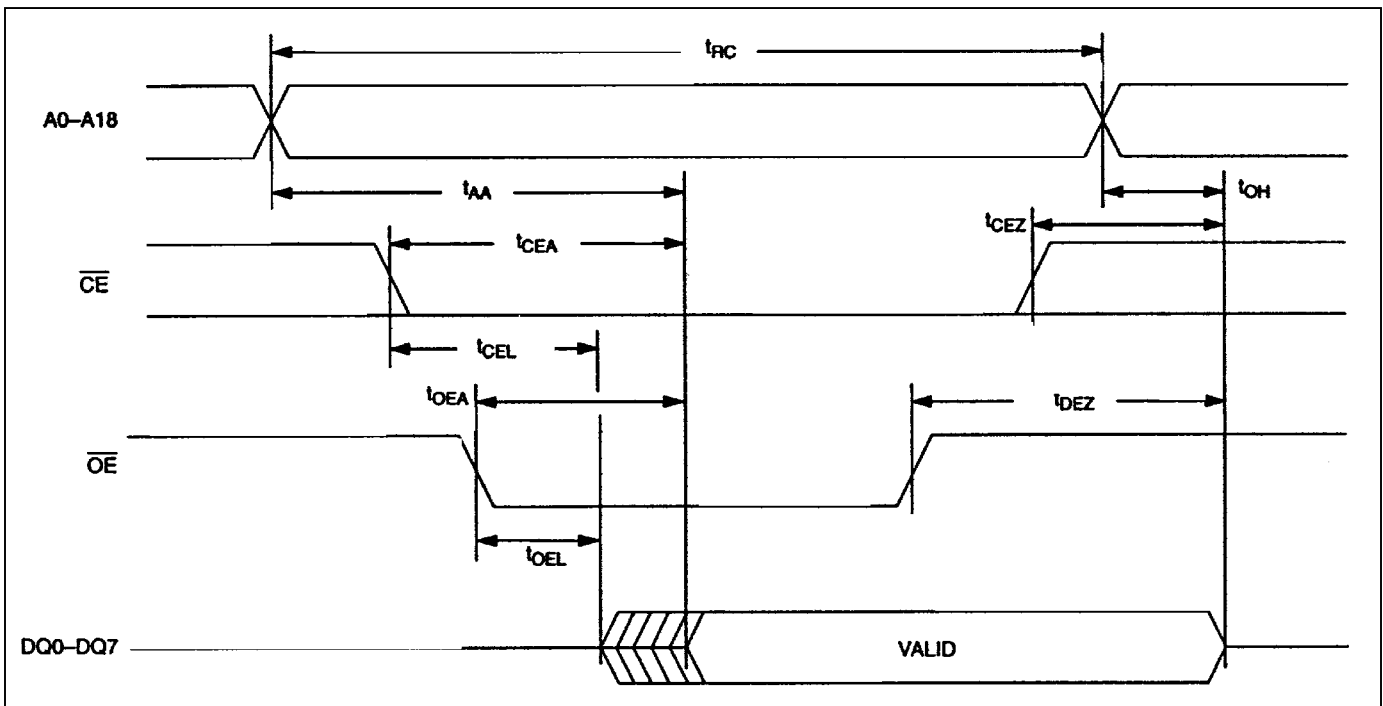 tRC
A0–A18
tAA
tOH
tCEZ
tCEA
CE
tCEL
tOEA
tDEZ
OE
tOEL
DQ0–DQ7
VALID